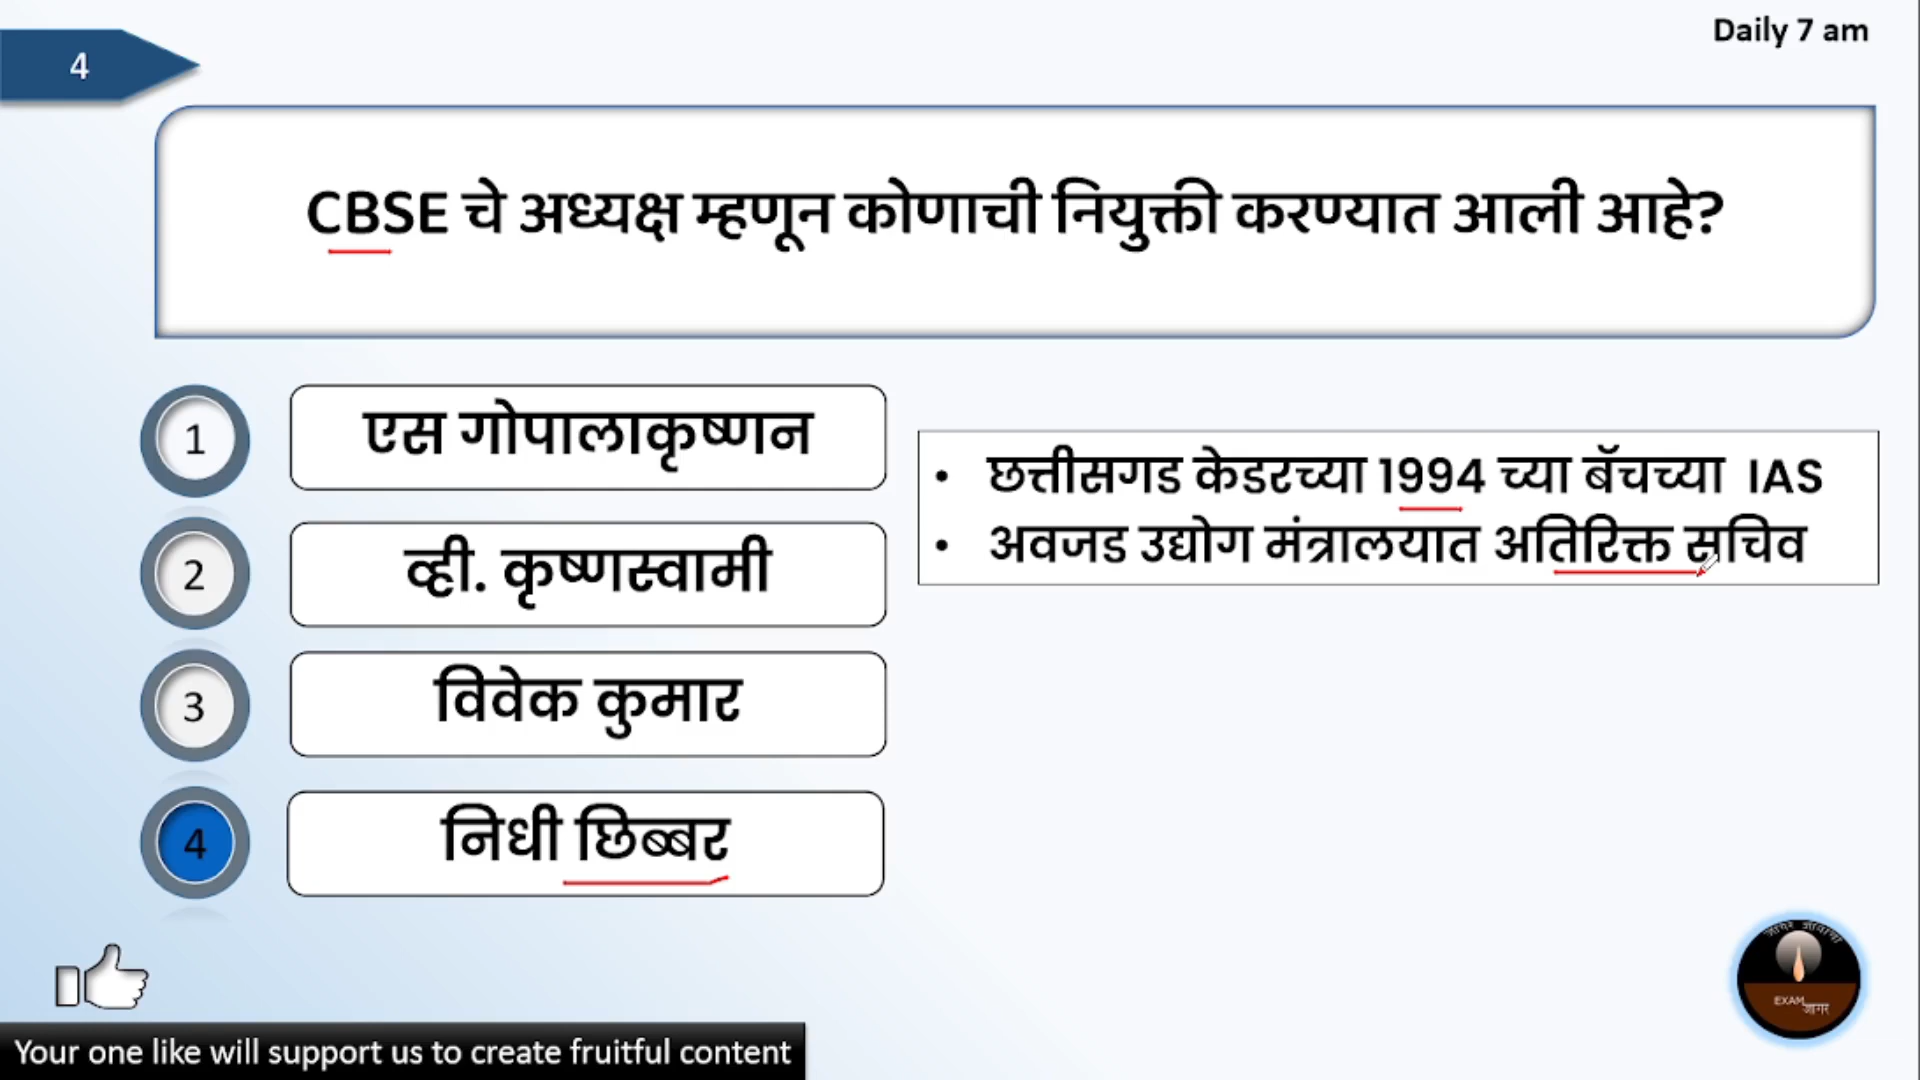 Daily 7 am
4
CBSE चे अध्यक्ष म्हणून कोणाची नियुक्ती करण्यात आली आहे?
1
एस गोपालाकृष्णन
2
व्ही. कृष्णस्वामी
3
विवेक कुमार
4
निधी छिब्बर
• छत्तीसगड केडरच्या 1994 च्या बॅचच्या IAS
• अवजड उद्योग मंत्रालयात अतिरिक्त सचिव
EXAM
जागर
Your one like will support us to create fruitful content